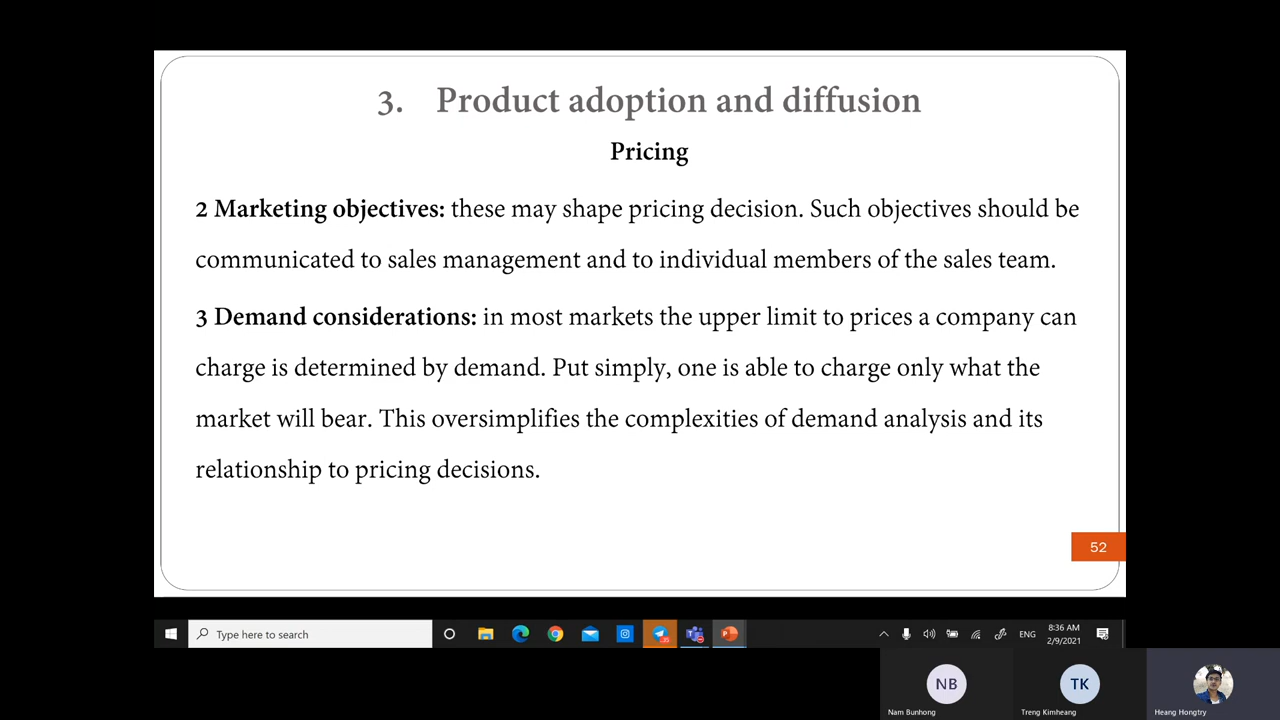 3. Product adoption and diffusion
Pricing
2 Marketing objectives: these may shape pricing decision. Such objectives should be
communicated to sales management and to individual members of the sales team.
3 Demand considerations: in most markets the upper limit to prices a company can
charge is determined by demand. Put simply, one is able to charge only what the
market will bear. This oversimplifies the complexities of demand analysis and its
relationship to pricing decisions.
52
Type here to search
ENG
8:36 AM
2/9/2021
NB
TK
Nam Bunhong
Treng Kimheang
Heang Hongtry